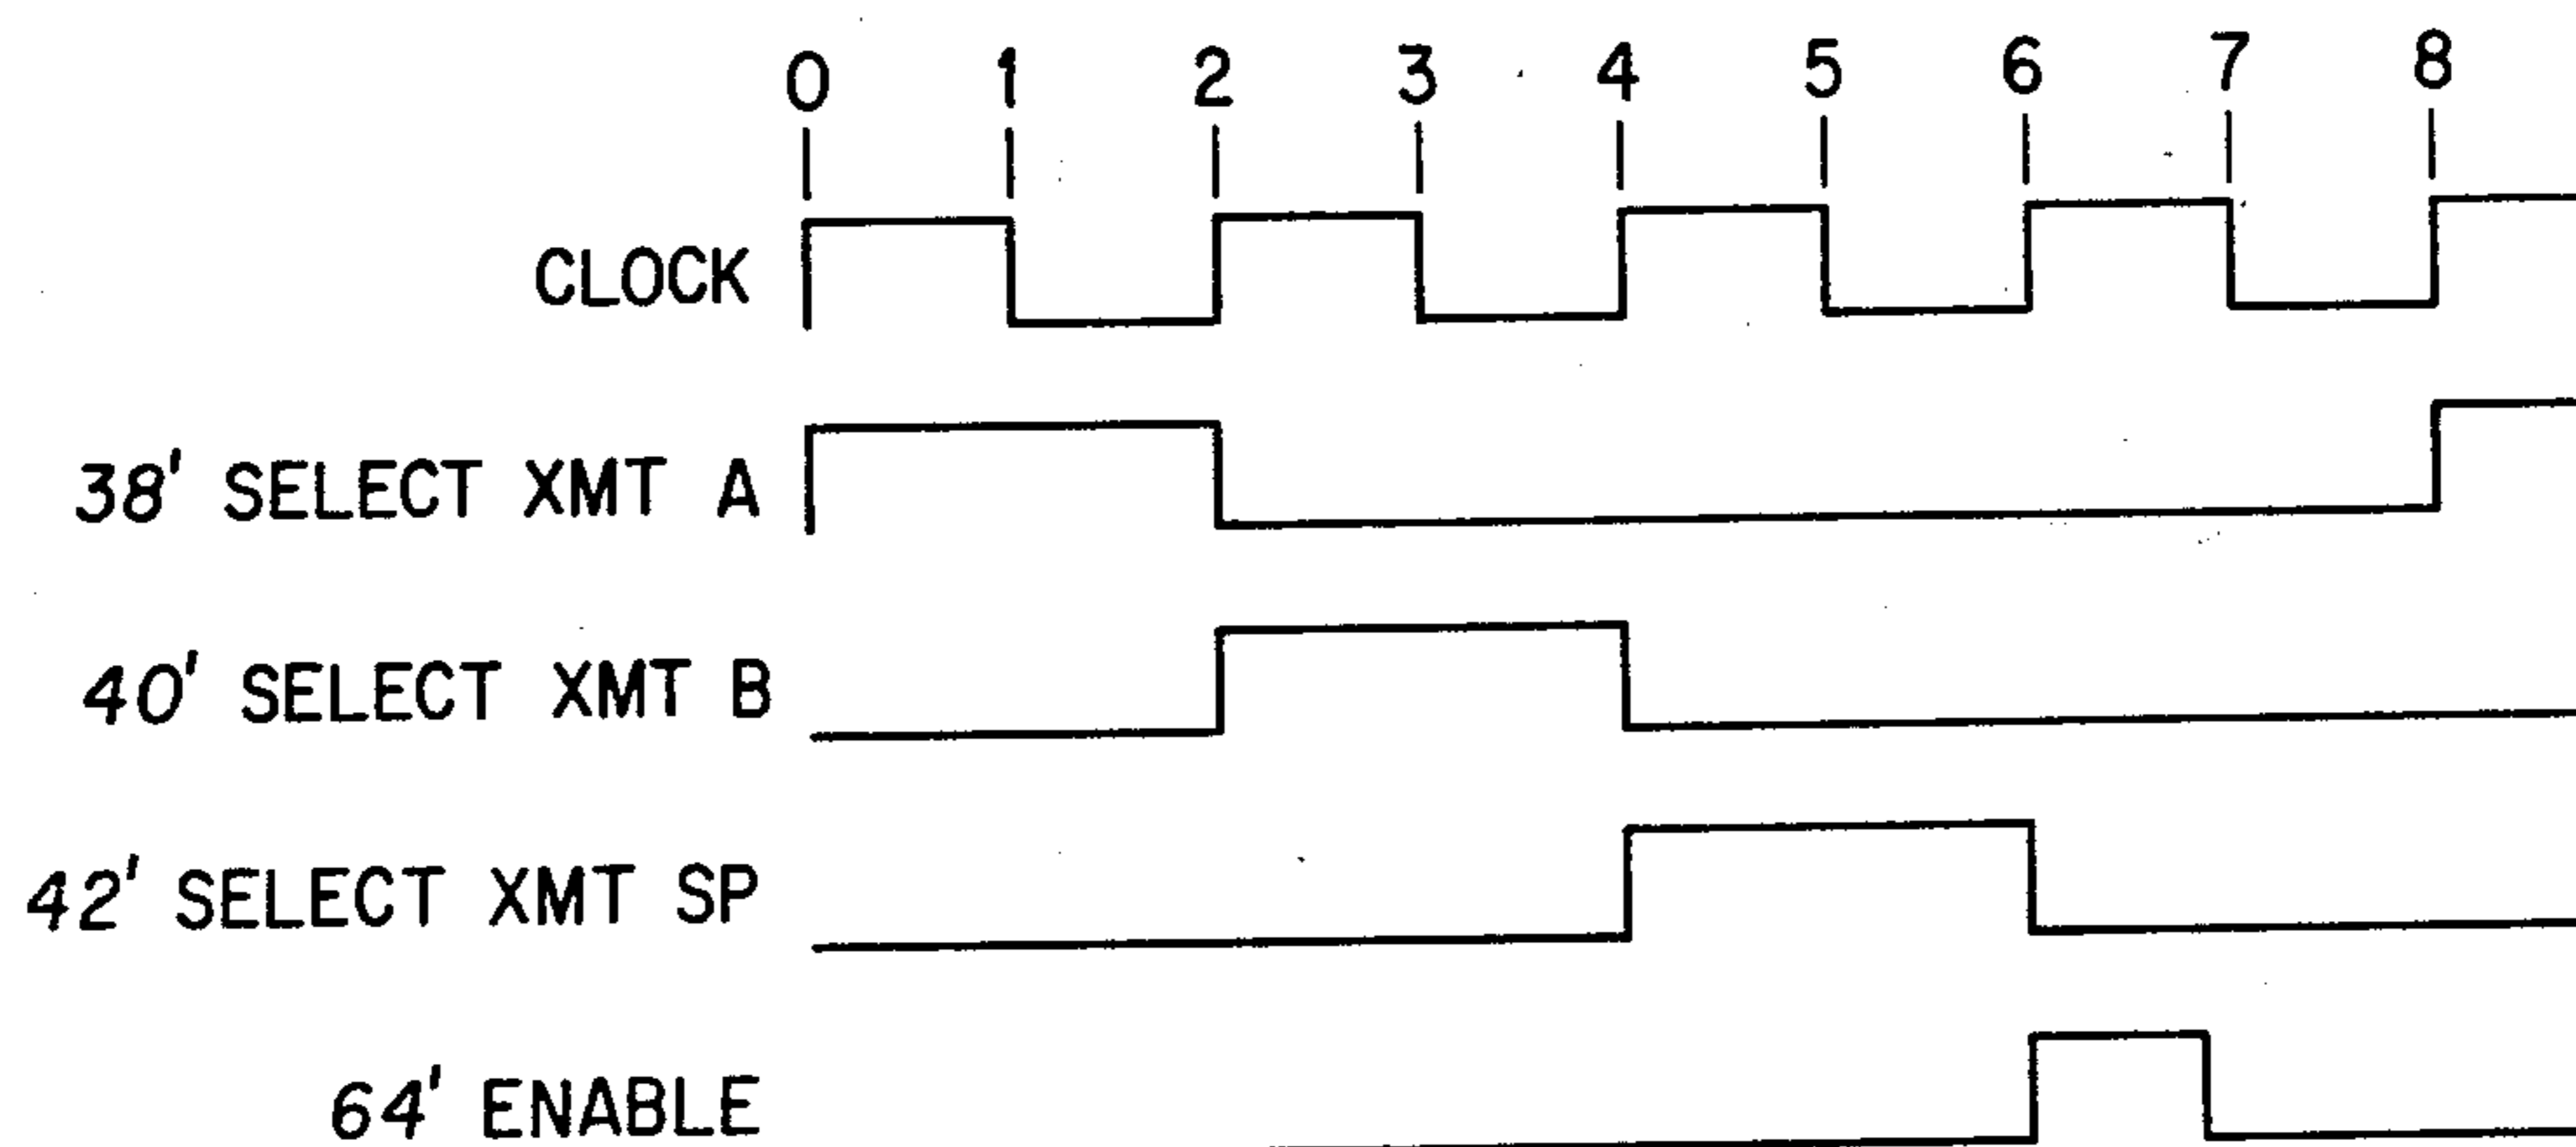 0 1 2 3 4 5 6 7 8
CLOCK
38' SELECT XMT A
40' SELECT XMT B
42' SELECT XMT SP
64' ENABLE